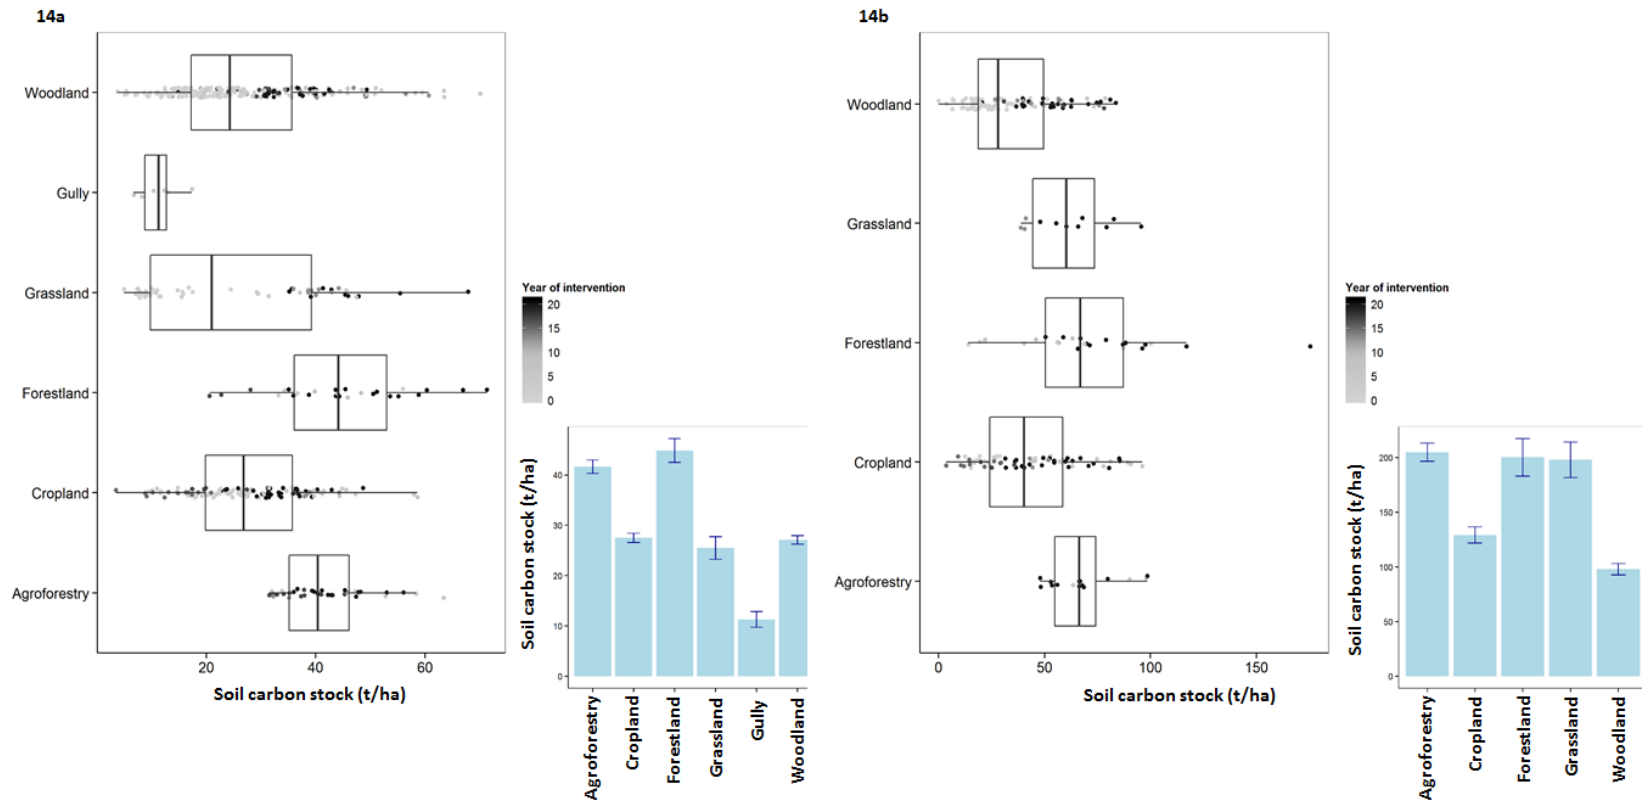 14a
Woodland
Gully
Grassland
Forestland
Cropland
Agroforestry
20
40
60
Soil carbon stock (t/ha)
Year of intervention
20
15
10
5
0
Soil carbon stock (t/ha)
40
30
20
10
0
Agroforestry
Cropland
Forestland
Grassland
Gully
Woodland
14b
Woodland
Grassland
Forestland
Cropland
Agroforestry
0
50
100
150
Soil carbon stock (t/ha)
Year of intervention
20
15
10
5
0
Soil carbon stock (t/ha)
200
150
100
50
0
Agroforestry
Cropland
Forestland
Grassland
Woodland